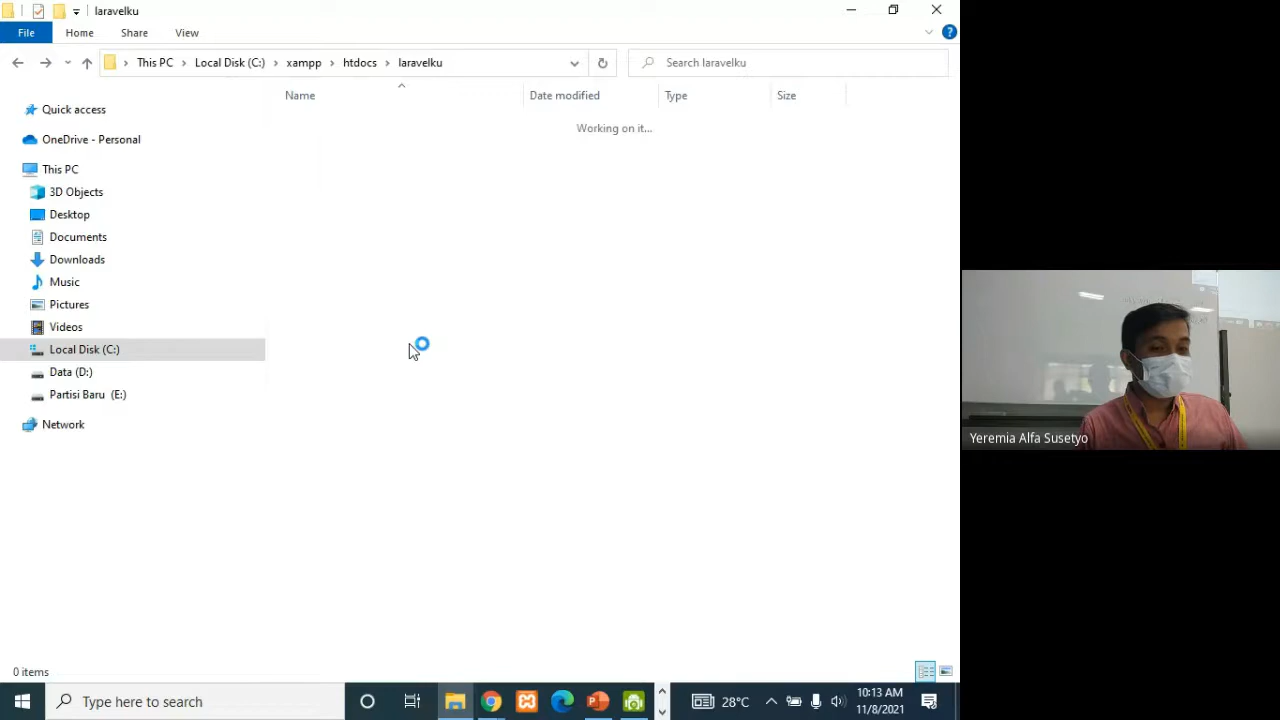 laravelku
File
Home
Share
View
This PC
Local Disk (C:)
xampp
htdocs
laravelku
Search laravelku
Name
Date modified
Type
Size
Working on it...
Quick access
OneDrive - Personal
This PC
3D Objects
Desktop
Documents
Downloads
Music
Pictures
Videos
Local Disk (C:)
Data (D:)
Partisi Baru (E:)
Network
Yeremia Alfa Susetyo
0 items
Type here to search
28°C
10:13 AM
11/8/2021